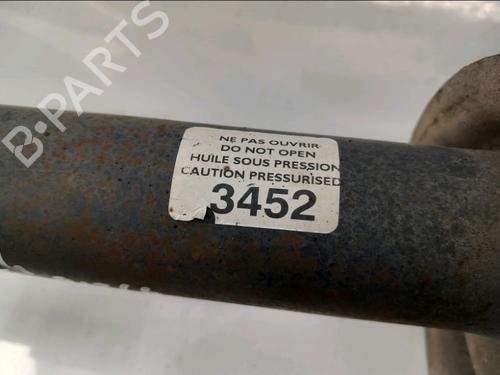 B-PARTS
NE PAS OUVRIR
DO NOT OPEN
HUILE SOUS PRESSION
CAUTION PRESSURISED
3452